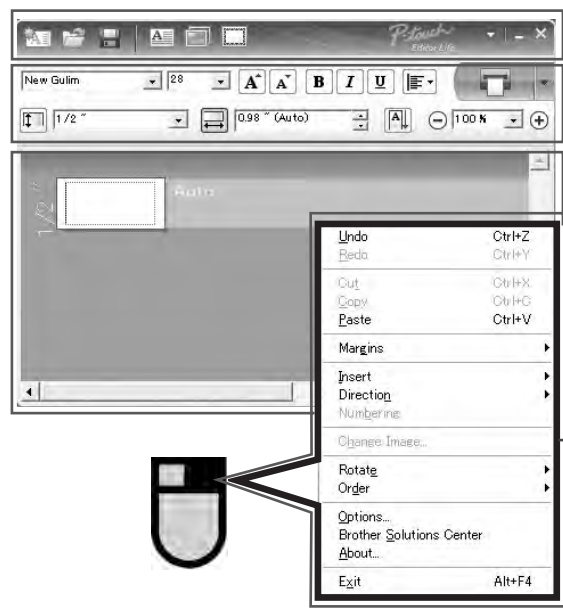 P-touch
Editor Lite
New Gulim 28 A A B I U
1/2 " 0.98 " (Auto) A 100 %
Auto
1/2 "
Undo Ctrl+Z
Redo Ctrl+Y
Cut Ctrl+X
Copy Ctrl+C
Paste Ctrl+V
Margins
Insert
Direction
Numbering
Change Image...
Rotate
Order
Options...
Brother Solutions Center
About...
Exit Alt+F4